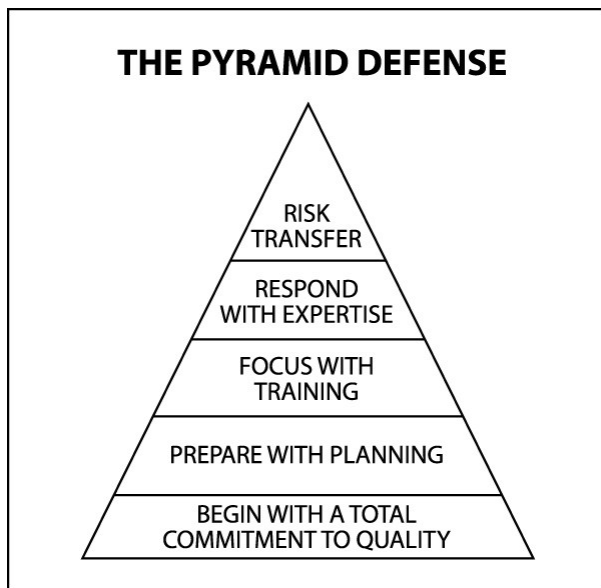 THE PYRAMID DEFENSE
RISK
TRANSFER
RESPOND
WITH EXPERTISE
FOCUS WITH
TRAINING
PREPARE WITH PLANNING
BEGIN WITH A TOTAL
COMMITMENT TO QUALITY